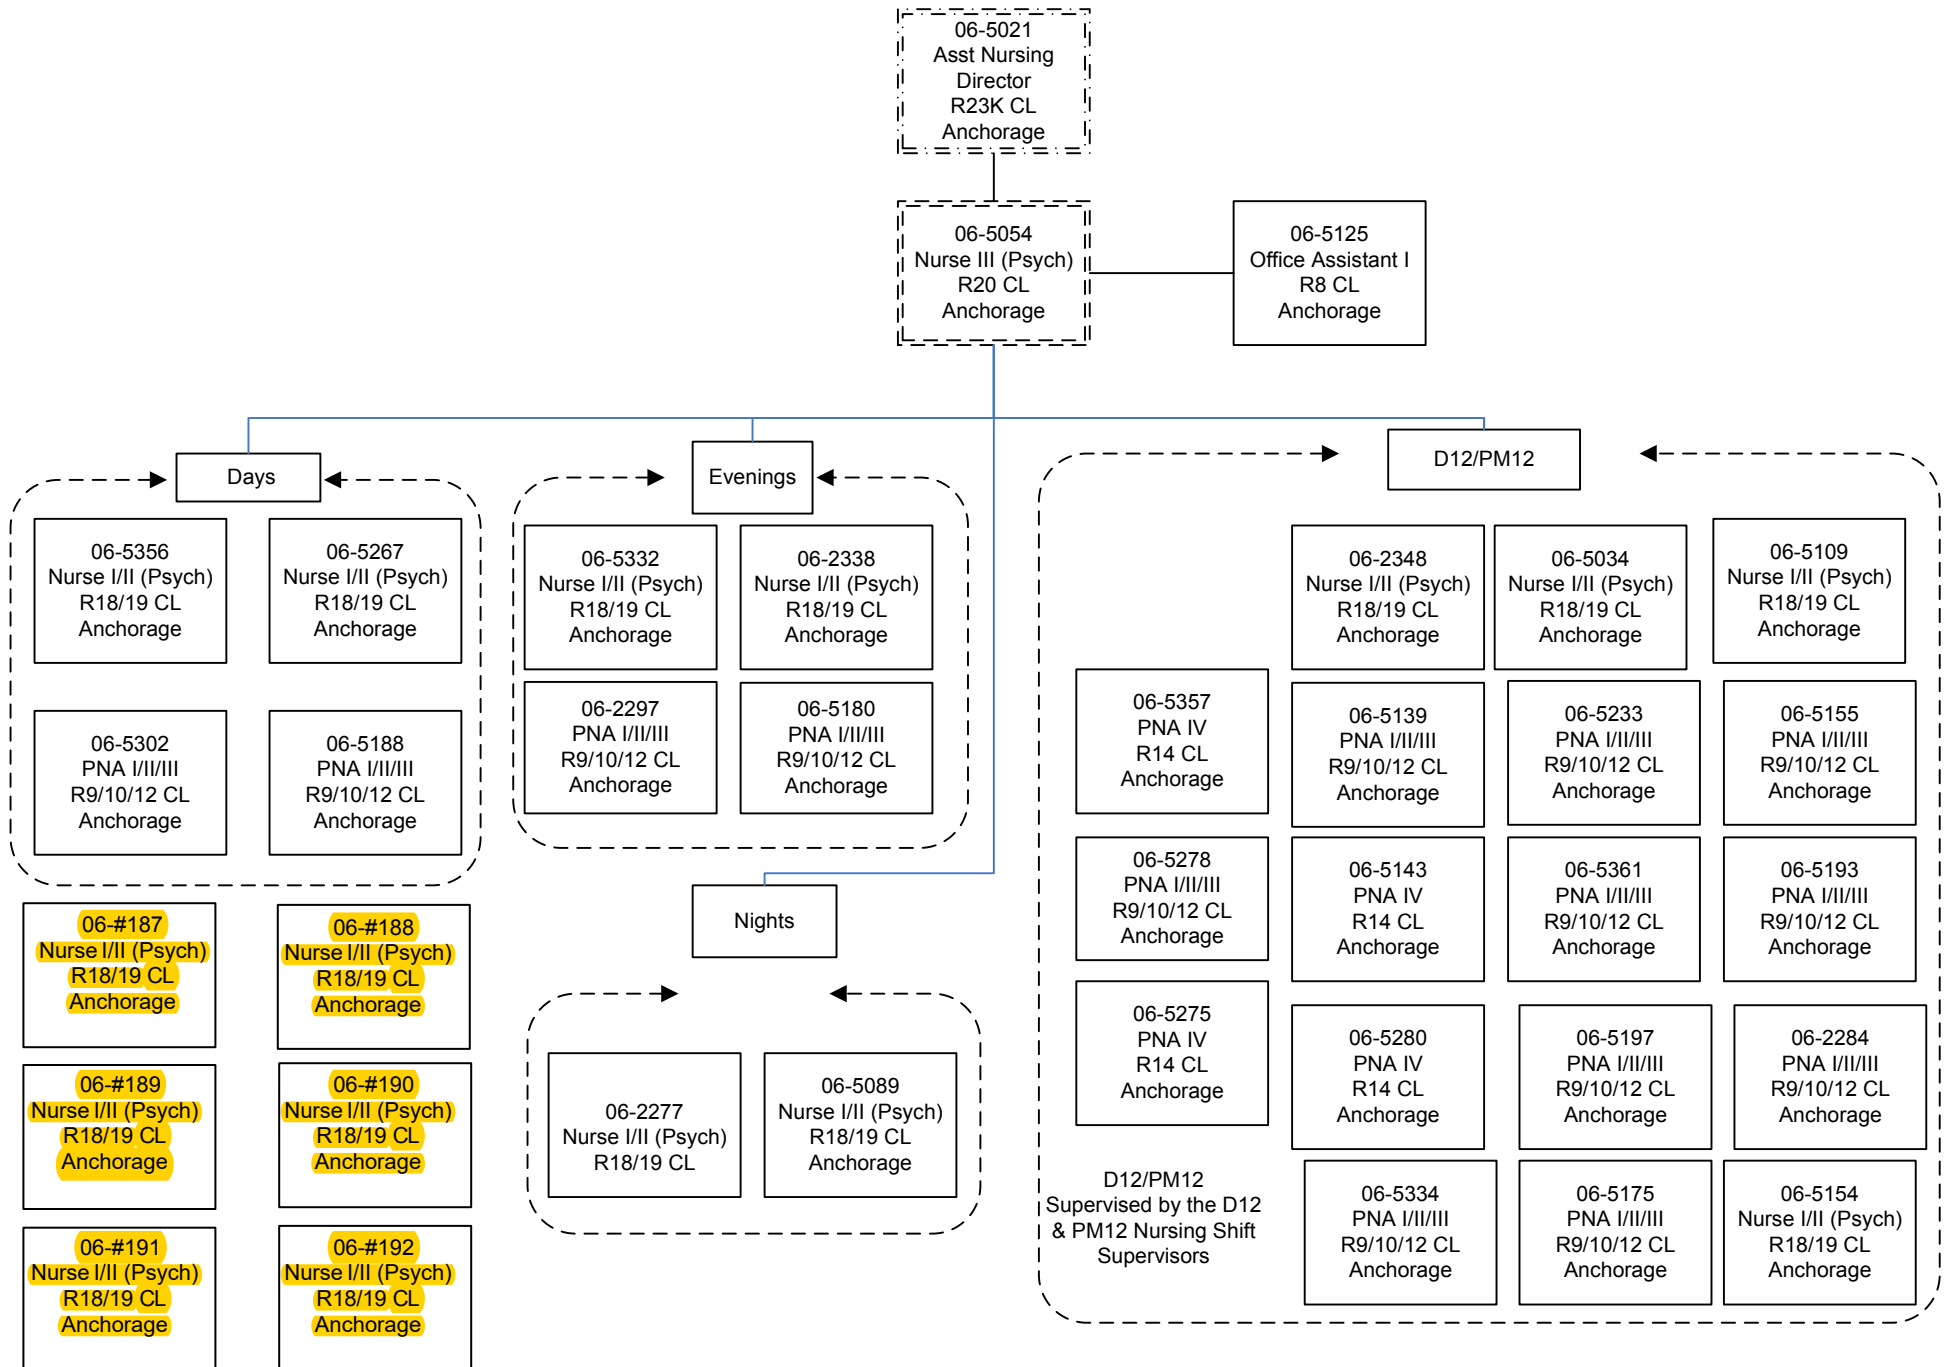 06-5021
Asst Nursing
Director
R23K CL
Anchorage
06-5054
Nurse III (Psych)
R20 CL
Anchorage
06-5125
Office Assistant I
R8 CL
Anchorage
Days
06-5356
Nurse I/II (Psych)
R18/19 CL
Anchorage
06-5267
Nurse I/II (Psych)
R18/19 CL
Anchorage
06-5302
PNA I/II/III
R9/10/12 CL
Anchorage
06-5188
PNA I/II/III
R9/10/12 CL
Anchorage
06-#187
Nurse I/II (Psych)
R18/19 CL
Anchorage
06-#188
Nurse I/II (Psych)
R18/19 CL
Anchorage
06-#189
Nurse I/II (Psych)
R18/19 CL
Anchorage
06-#190
Nurse I/II (Psych)
R18/19 CL
Anchorage
06-#191
Nurse I/II (Psych)
R18/19 CL
Anchorage
06-#192
Nurse I/II (Psych)
R18/19 CL
Anchorage
Evenings
06-5332
Nurse I/II (Psych)
R18/19 CL
Anchorage
06-2338
Nurse I/II (Psych)
R18/19 CL
Anchorage
06-2297
PNA I/II/III
R9/10/12 CL
Anchorage
06-5180
PNA I/II/III
R9/10/12 CL
Anchorage
Nights
06-2277
Nurse I/II (Psych)
R18/19 CL
06-5089
Nurse I/II (Psych)
R18/19 CL
Anchorage
D12/PM12
06-2348
Nurse I/II (Psych)
R18/19 CL
Anchorage
06-5034
Nurse I/II (Psych)
R18/19 CL
Anchorage
06-5109
Nurse I/II (Psych)
R18/19 CL
Anchorage
06-5357
PNA IV
R14 CL
Anchorage
06-5139
PNA I/II/III
R9/10/12 CL
Anchorage
06-5233
PNA I/II/III
R9/10/12 CL
Anchorage
06-5155
PNA I/II/III
R9/10/12 CL
Anchorage
06-5278
PNA I/II/III
R9/10/12 CL
Anchorage
06-5143
PNA IV
R14 CL
Anchorage
06-5361
PNA I/II/III
R9/10/12 CL
Anchorage
06-5193
PNA I/II/III
R9/10/12 CL
Anchorage
06-5275
PNA IV
R14 CL
Anchorage
06-5280
PNA IV
R14 CL
Anchorage
06-5197
PNA I/II/III
R9/10/12 CL
Anchorage
06-2284
PNA I/II/III
R9/10/12 CL
Anchorage
D12/PM12
Supervised by the D12
& PM12 Nursing Shift
Supervisors
06-5334
PNA I/II/III
R9/10/12 CL
Anchorage
06-5175
PNA I/II/III
R9/10/12 CL
Anchorage
06-5154
Nurse I/II (Psych)
R18/19 CL
Anchorage